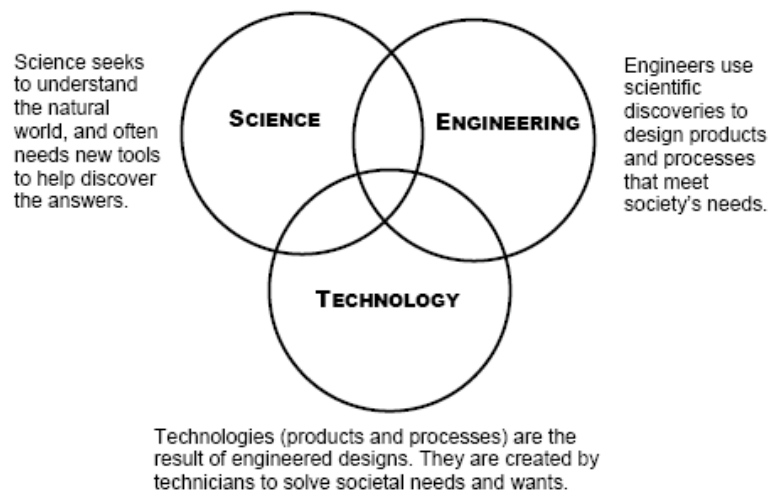 Science seeks
to understand
the natural
world, and often
needs new tools
to help discover
the answers.
SCIENCE
ENGINEERING
Engineers use
scientific
discoveries to
design products
and processes
that meet
society's needs.
TECHNOLOGY
Technologies (products and processes) are the
result of engineered designs. They are created by
technicians to solve societal needs and wants.